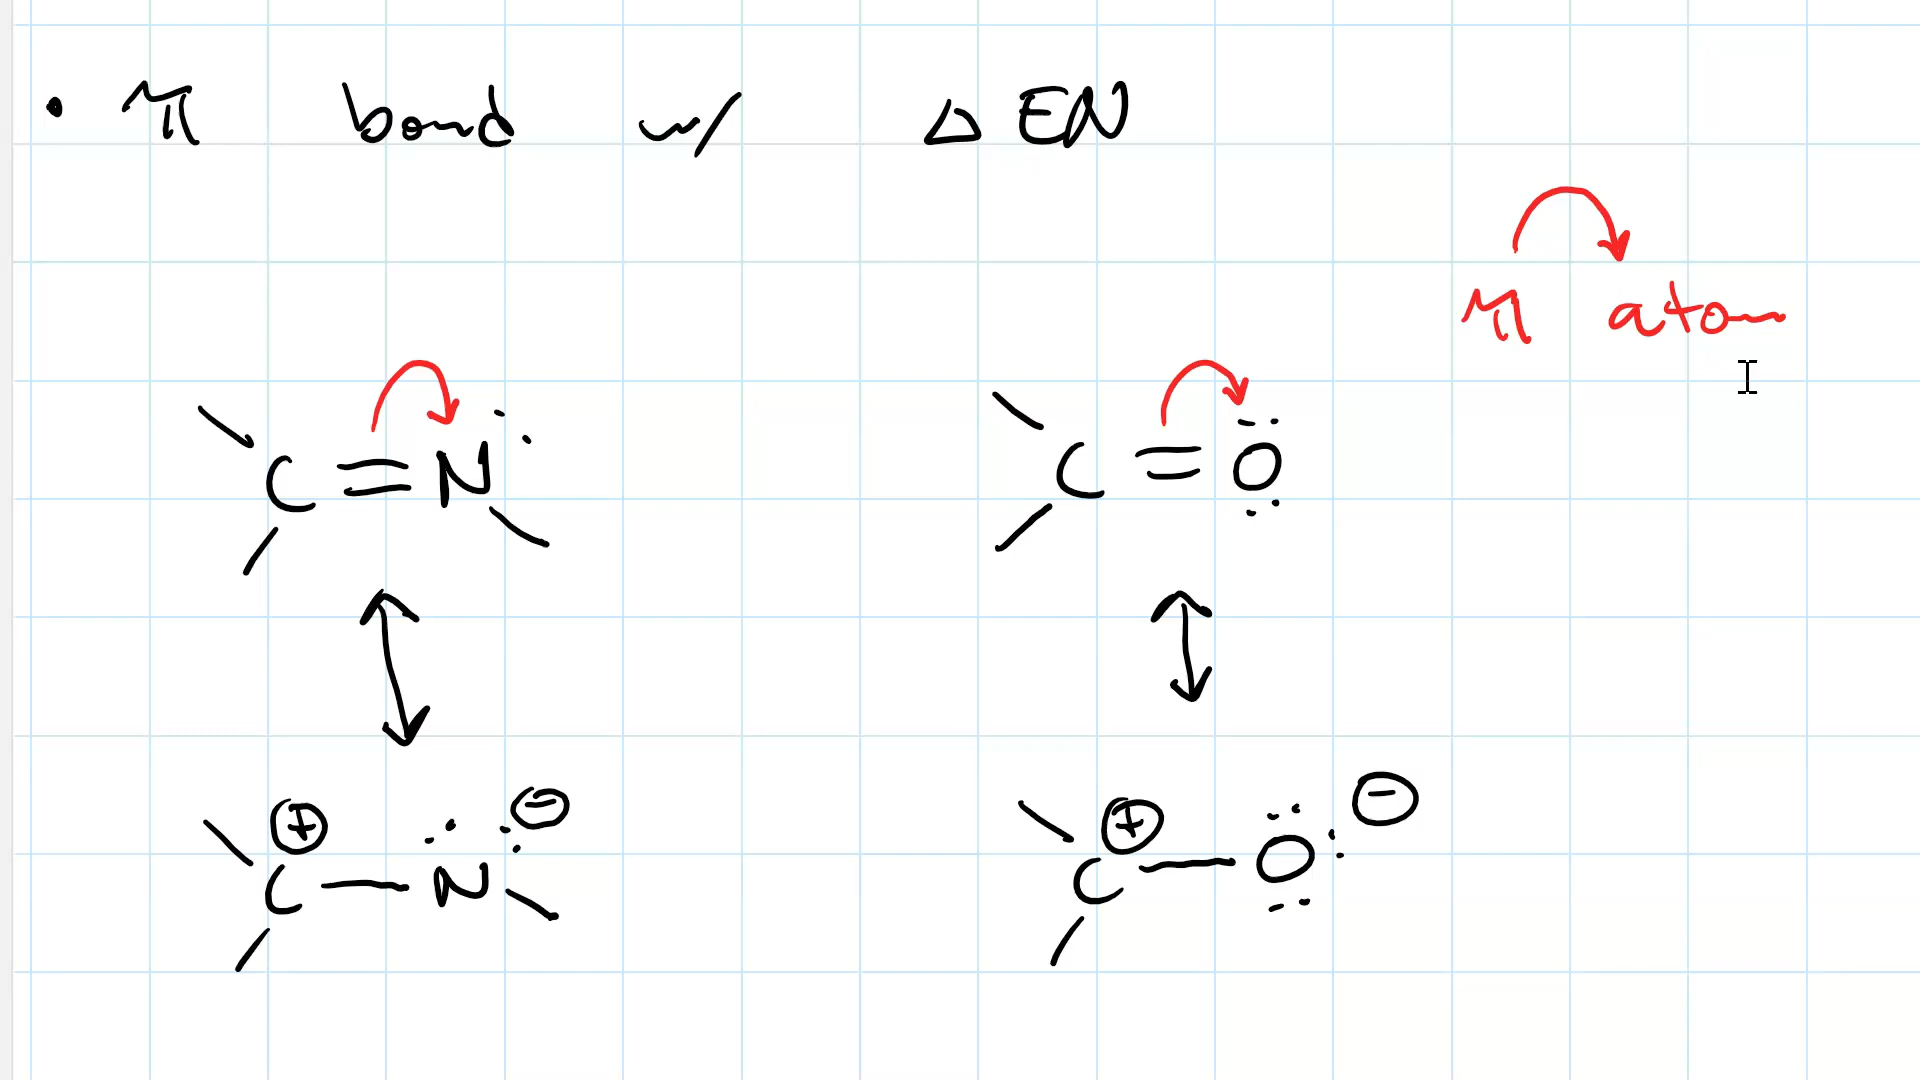 • π bond w/ Δ EN
π atom
C = N
C = O
⊕ ⊖
C — N
⊕ ⊖
C — O